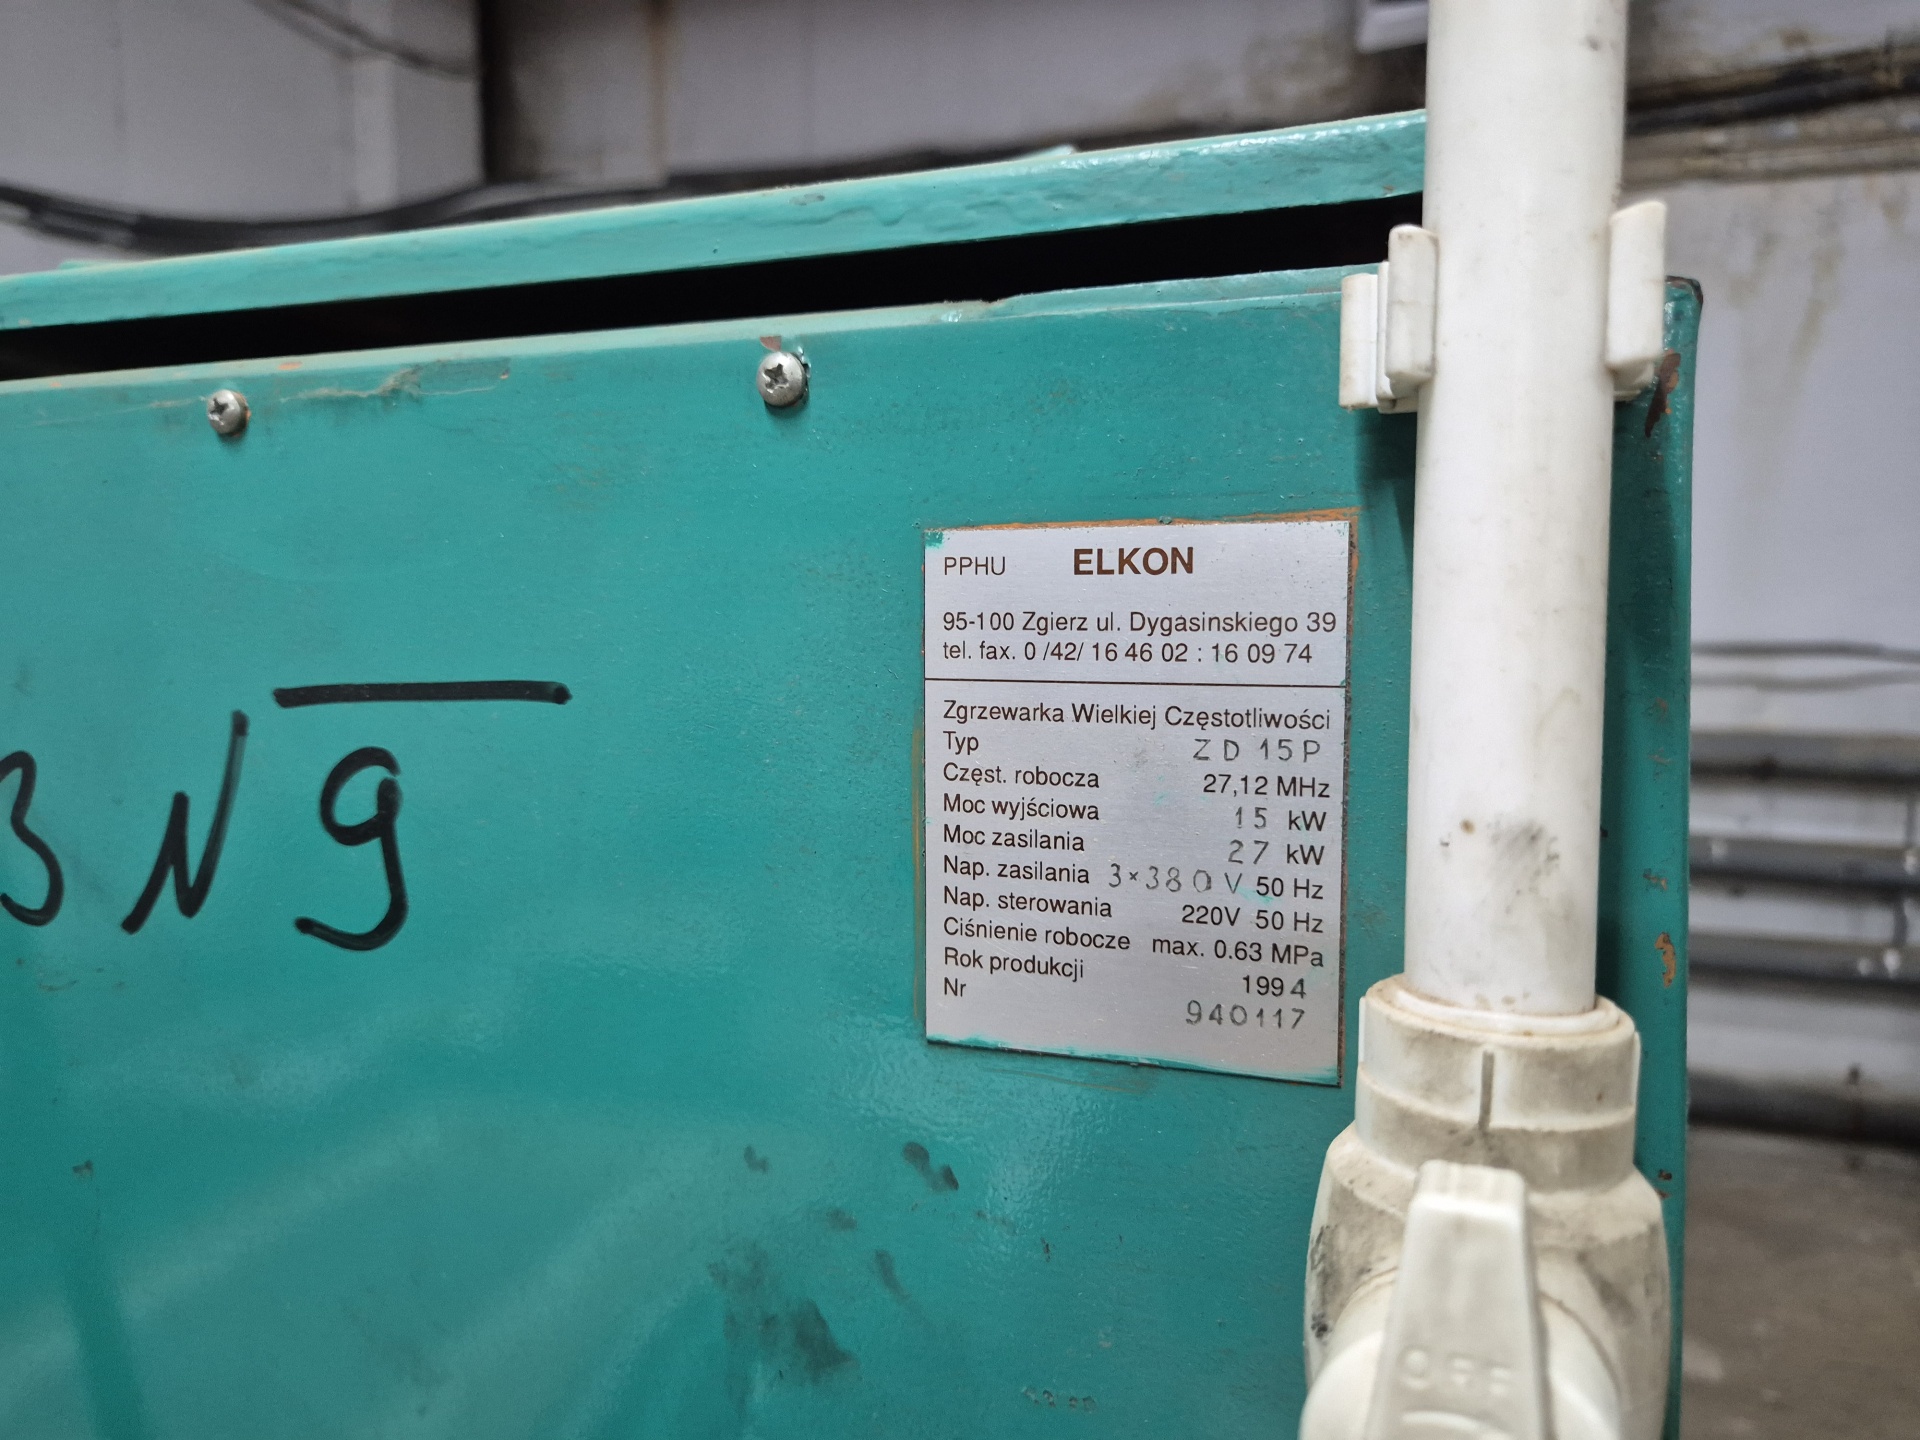 PPHU ELKON
95-100 Zgierz ul. Dygasinskiego 39
tel. fax. 0 /42/ 16 46 02 : 16 09 74
Zgrzewarka Wielkiej Częstotliwości
Typ ZD 15P
Częst. robocza 27,12 MHz
Moc wyjściowa 15 kW
Moc zasilania 27 kW
Nap. zasilania 3×380V 50 Hz
Nap. sterowania 220V 50 Hz
Ciśnienie robocze max. 0.63 MPa
Rok produkcji 1994
Nr 940117
3 N 9
OFF